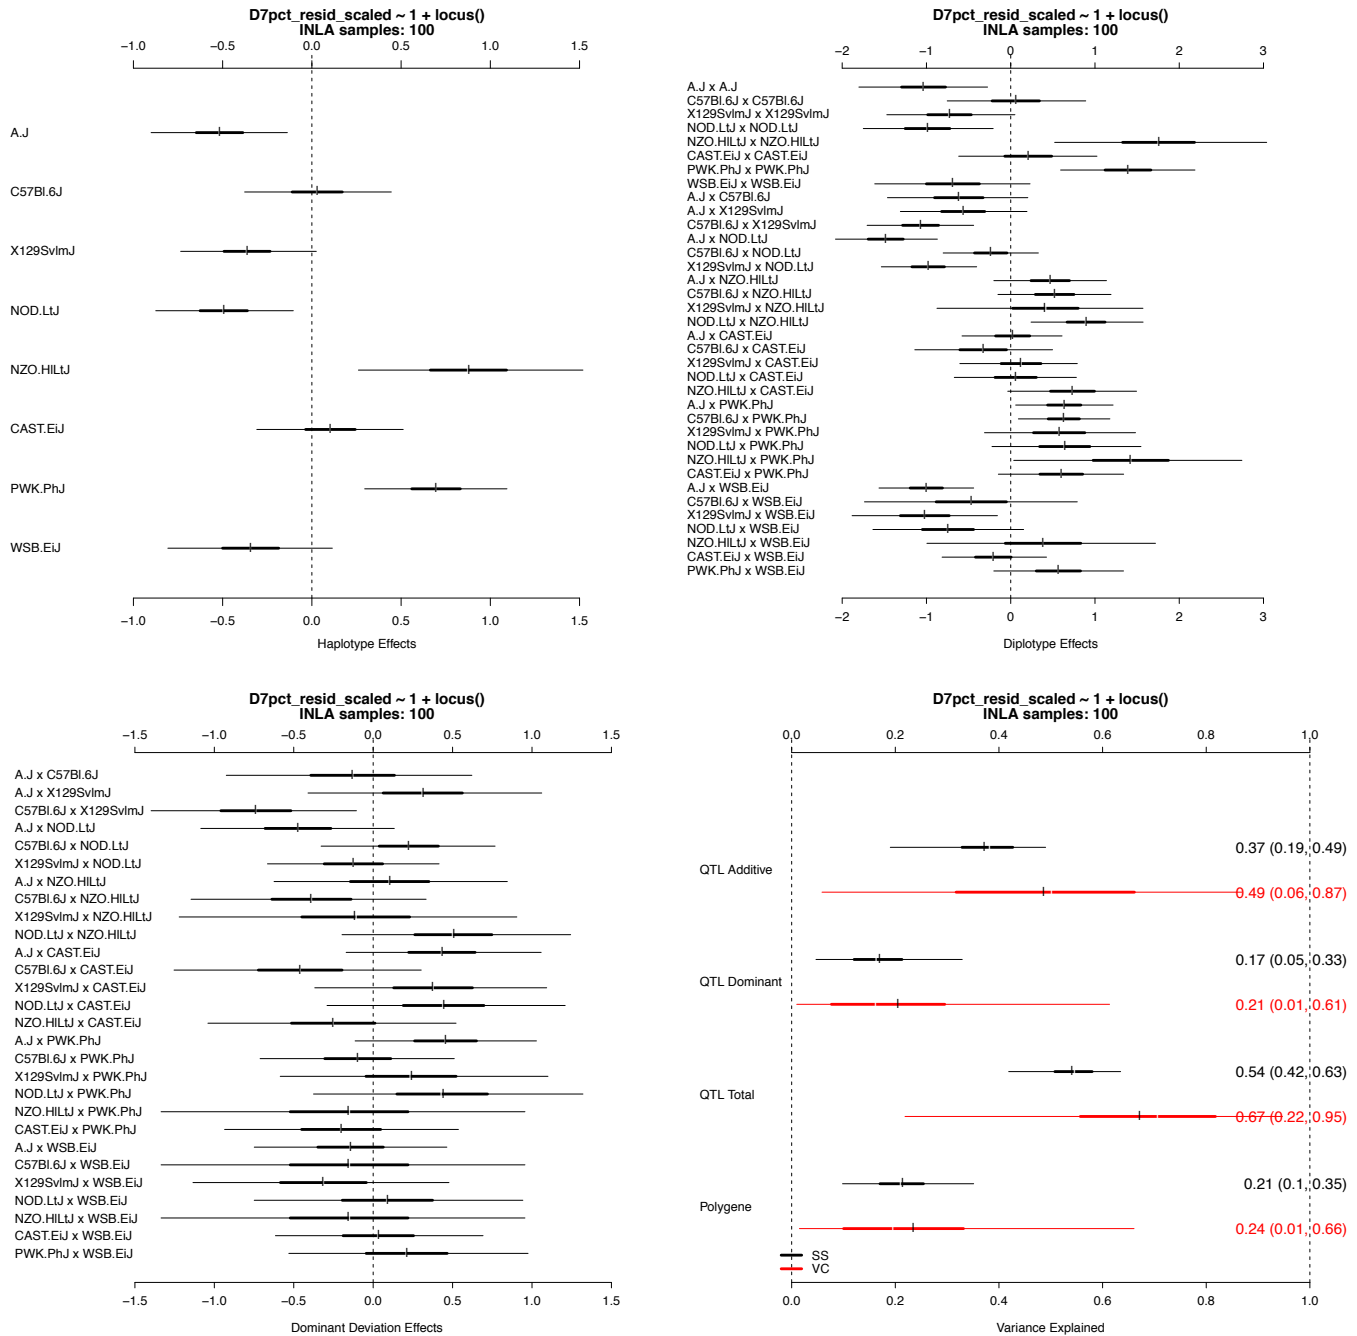 D7pct_resid_scaled ~ 1 + locus()
INLA samples: 100
−1.0 −0.5 0.0 0.5 1.0 1.5
A.J
C57Bl.6J
X129SvImJ
NOD.LtJ
NZO.HILtJ
CAST.EiJ
PWK.PhJ
WSB.EiJ
−1.0 −0.5 0.0 0.5 1.0 1.5
Haplotype Effects
D7pct_resid_scaled ~ 1 + locus()
INLA samples: 100
−2 −1 0 1 2 3
A.J x A.J
C57Bl.6J x C57Bl.6J
X129SvImJ x X129SvImJ
NOD.LtJ x NOD.LtJ
NZO.HILtJ x NZO.HILtJ
CAST.EiJ x CAST.EiJ
PWK.PhJ x PWK.PhJ
WSB.EiJ x WSB.EiJ
A.J x C57Bl.6J
A.J x X129SvImJ
C57Bl.6J x X129SvImJ
A.J x NOD.LtJ
C57Bl.6J x NOD.LtJ
X129SvImJ x NOD.LtJ
A.J x NZO.HILtJ
C57Bl.6J x NZO.HILtJ
X129SvImJ x NZO.HILtJ
NOD.LtJ x NZO.HILtJ
A.J x CAST.EiJ
C57Bl.6J x CAST.EiJ
X129SvImJ x CAST.EiJ
NOD.LtJ x CAST.EiJ
NZO.HILtJ x CAST.EiJ
A.J x PWK.PhJ
C57Bl.6J x PWK.PhJ
X129SvImJ x PWK.PhJ
NOD.LtJ x PWK.PhJ
NZO.HILtJ x PWK.PhJ
CAST.EiJ x PWK.PhJ
A.J x WSB.EiJ
C57Bl.6J x WSB.EiJ
X129SvImJ x WSB.EiJ
NOD.LtJ x WSB.EiJ
NZO.HILtJ x WSB.EiJ
CAST.EiJ x WSB.EiJ
PWK.PhJ x WSB.EiJ
−2 −1 0 1 2 3
Diplotype Effects
D7pct_resid_scaled ~ 1 + locus()
INLA samples: 100
−1.5 −1.0 −0.5 0.0 0.5 1.0 1.5
A.J x C57Bl.6J
A.J x X129SvImJ
C57Bl.6J x X129SvImJ
A.J x NOD.LtJ
C57Bl.6J x NOD.LtJ
X129SvImJ x NOD.LtJ
A.J x NZO.HILtJ
C57Bl.6J x NZO.HILtJ
X129SvImJ x NZO.HILtJ
NOD.LtJ x NZO.HILtJ
A.J x CAST.EiJ
C57Bl.6J x CAST.EiJ
X129SvImJ x CAST.EiJ
NOD.LtJ x CAST.EiJ
NZO.HILtJ x CAST.EiJ
A.J x PWK.PhJ
C57Bl.6J x PWK.PhJ
X129SvImJ x PWK.PhJ
NOD.LtJ x PWK.PhJ
NZO.HILtJ x PWK.PhJ
CAST.EiJ x PWK.PhJ
A.J x WSB.EiJ
C57Bl.6J x WSB.EiJ
X129SvImJ x WSB.EiJ
NOD.LtJ x WSB.EiJ
NZO.HILtJ x WSB.EiJ
CAST.EiJ x WSB.EiJ
PWK.PhJ x WSB.EiJ
−1.5 −1.0 −0.5 0.0 0.5 1.0 1.5
Dominant Deviation Effects
D7pct_resid_scaled ~ 1 + locus()
INLA samples: 100
0.0 0.2 0.4 0.6 0.8 1.0
0.37 (0.19, 0.49)
QTL Additive
0.49 (0.06, 0.87)
0.17 (0.05, 0.33)
QTL Dominant
0.21 (0.01, 0.61)
0.54 (0.42, 0.63)
QTL Total
0.67 (0.22, 0.95)
0.21 (0.1, 0.35)
Polygene
0.24 (0.01, 0.66)
SS
VC
0.0 0.2 0.4 0.6 0.8 1.0
Variance Explained